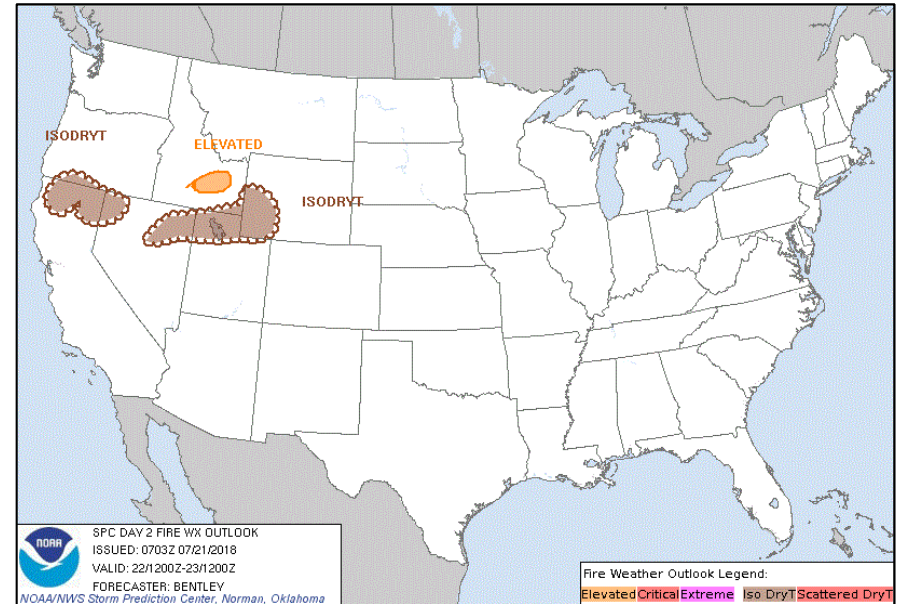 ISODRYT
ELEVATED
ISODRYT
NOAA
SPC DAY 2 FIRE WX OUTLOOK
ISSUED: 0703Z 07/21/2018
VALID: 22/1200Z-23/1200Z
FORECASTER: BENTLEY
NOAA/NWS Storm Prediction Center, Norman, Oklahoma
Fire Weather Outlook Legend:
Elevated Critical Extreme Iso DryT Scattered DryT